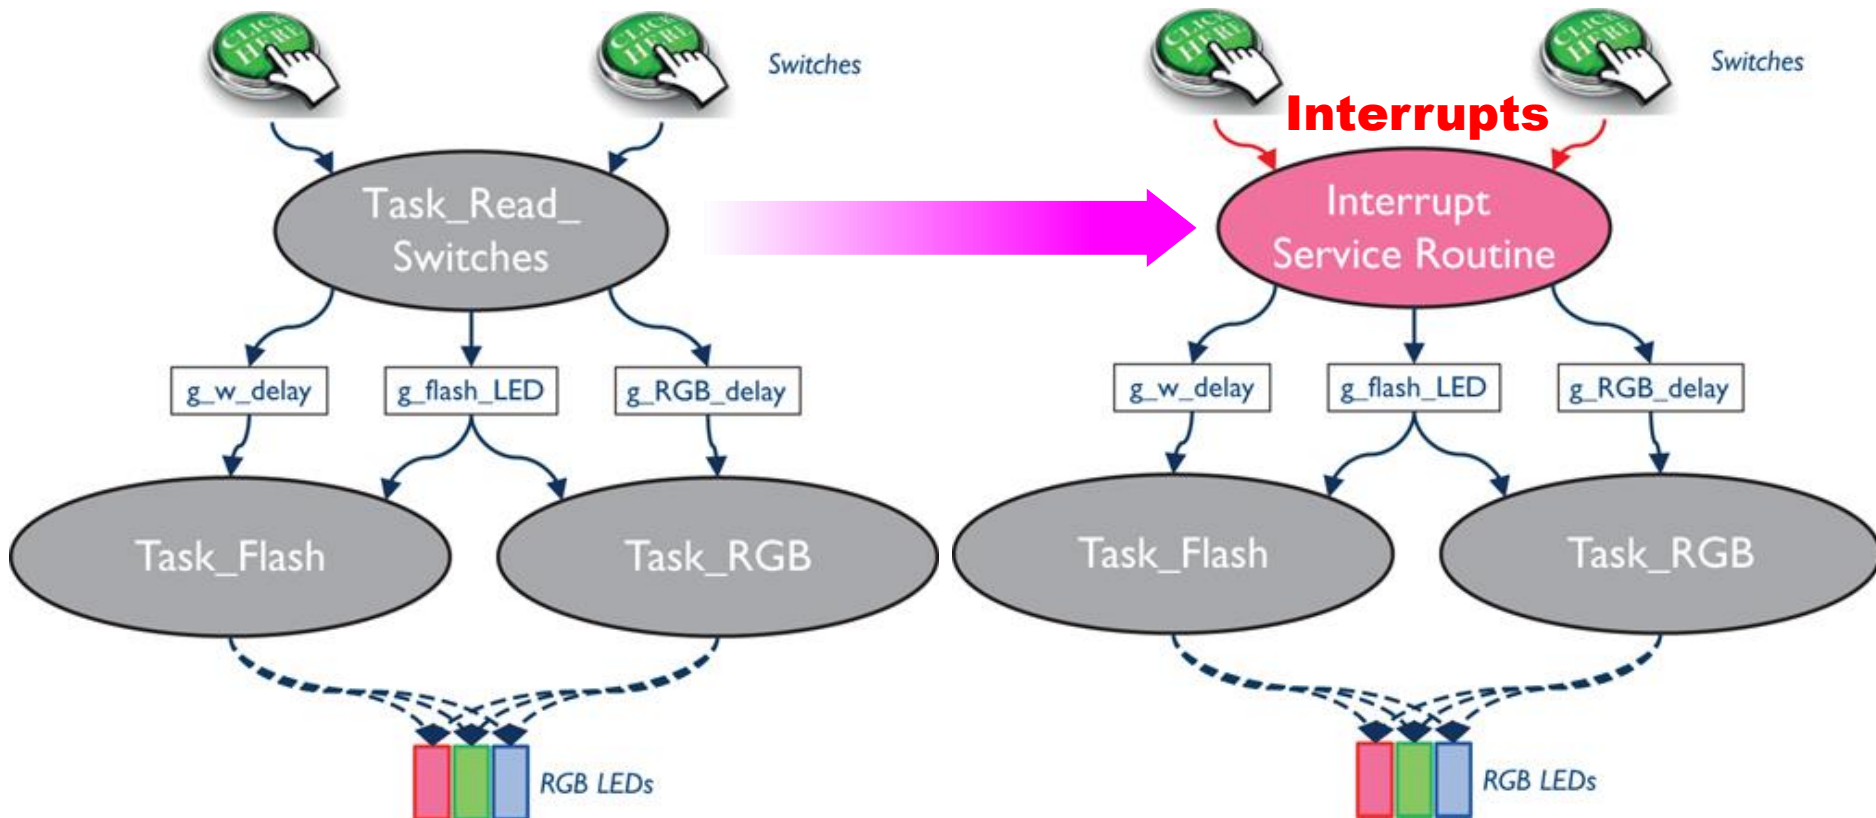 CLICK
HERE
CLICK
HERE
Switches
Task_Read_
Switches
g_w_delay
g_flash_LED
g_RGB_delay
Task_Flash
Task_RGB
RGB LEDs
CLICK
HERE
CLICK
HERE
Switches
Interrupts
Interrupt
Service Routine
g_w_delay
g_flash_LED
g_RGB_delay
Task_Flash
Task_RGB
RGB LEDs